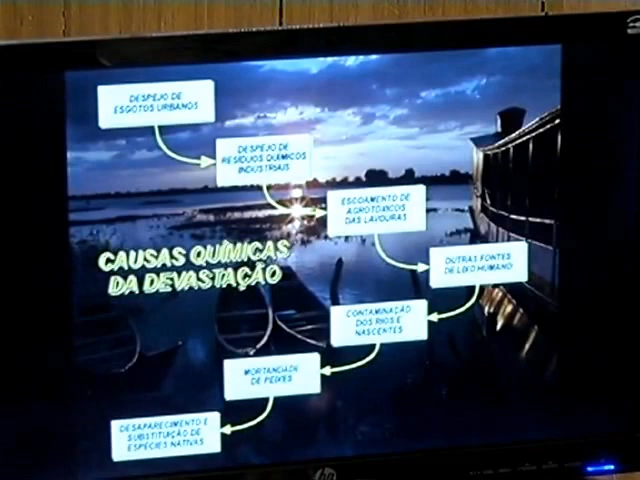 DESPEJO DE
ESGOTOS URBANOS
DESPEJO DE
RESÍDUOS QUÍMICOS
INDUSTRIAIS
ESCOAMENTO DE
AGROTÓXICOS
DAS LAVOURAS
CAUSAS QUÍMICAS
DA DEVASTAÇÃO
OUTRAS FONTES
DE LIXO HUMANO
CONTAMINAÇÃO
DOS RIOS E
NASCENTES
MORTANDADE
DE PEIXES
DESAPARECIMENTO E
SUBSTITUIÇÃO DE
ESPÉCIES NATIVAS
hp